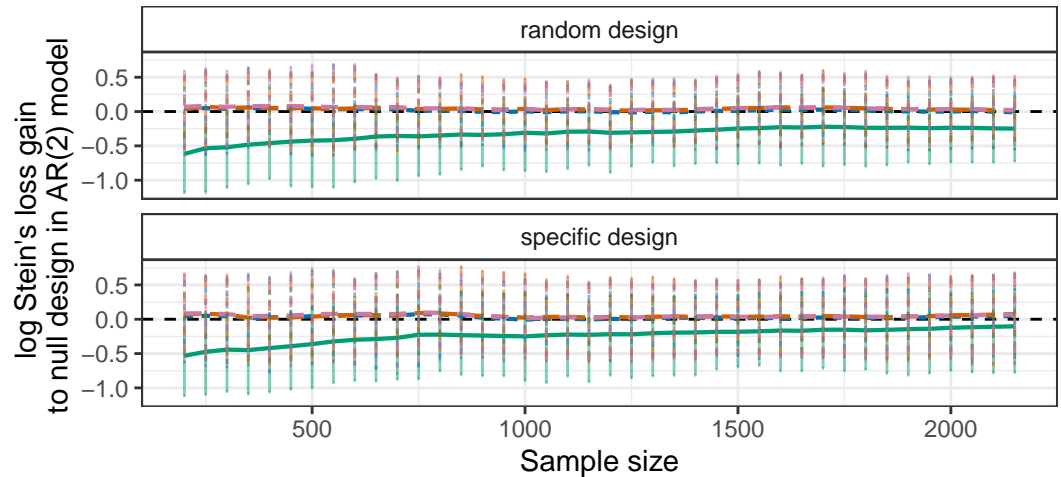 log Stein's loss gain
to null design in AR(2) model
random design
0.5
0.0
−0.5
−1.0
specific design
0.5
0.0
−0.5
−1.0
500 1000 1500 2000
Sample size